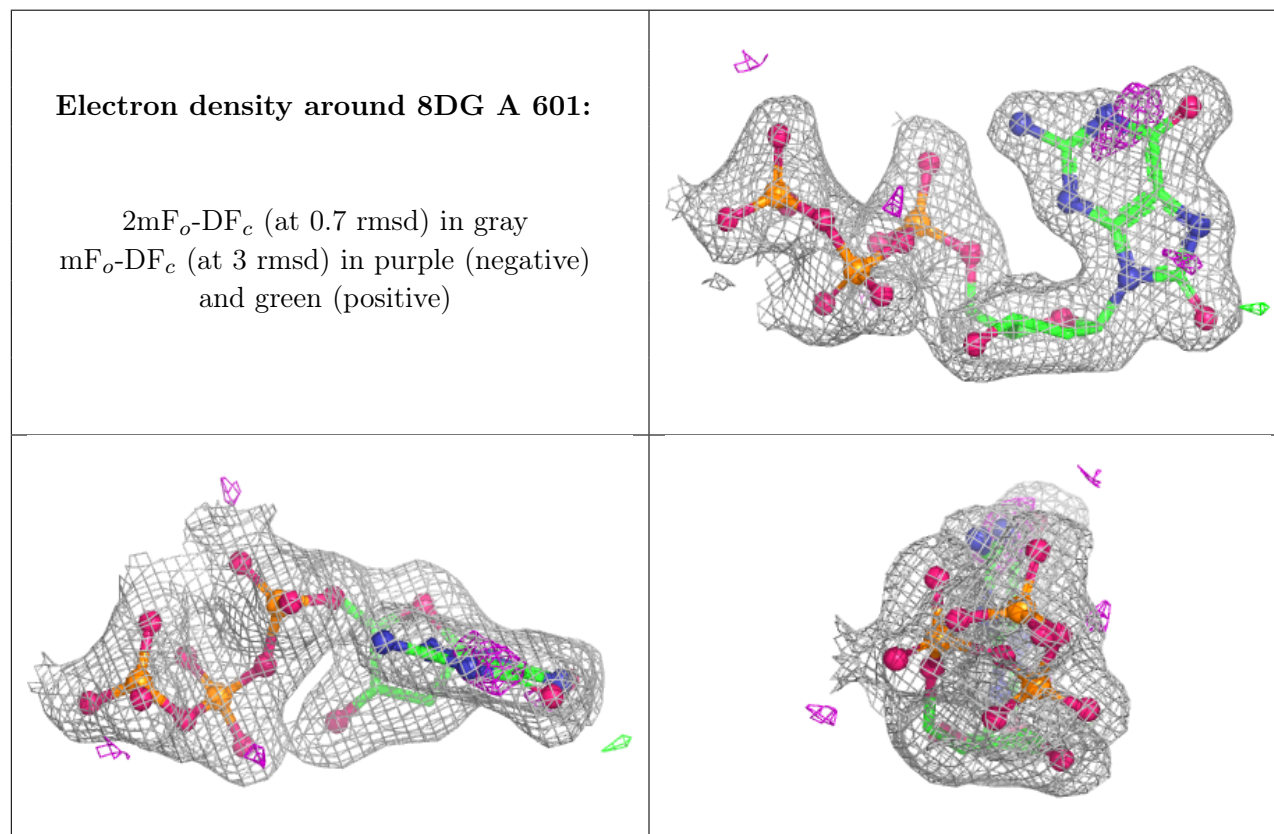 Electron density around 8DG A 601:
2mFo-DFc (at 0.7 rmsd) in gray
mFo-DFc (at 3 rmsd) in purple (negative)
and green (positive)